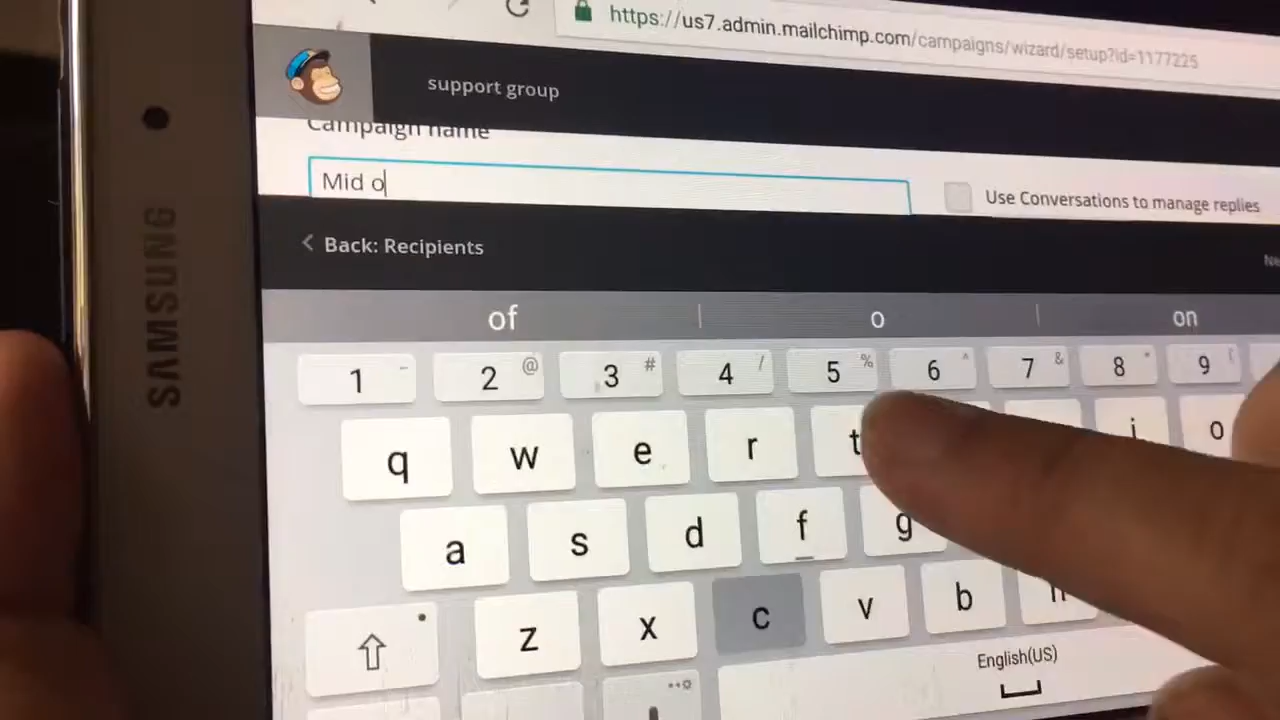 https://us7.admin.mailchimp.com/campaigns/wizard/setup?id=1177225
support group
Campaign name
Mid o
Use Conversations to manage replies
< Back: Recipients
of o on
1 2 @ 3 # 4 / 5 % 6 ^ 7 & 8 * 9 (
q w e r t i o
a s d f g
z x c v b n
English(US)
SAMSUNG